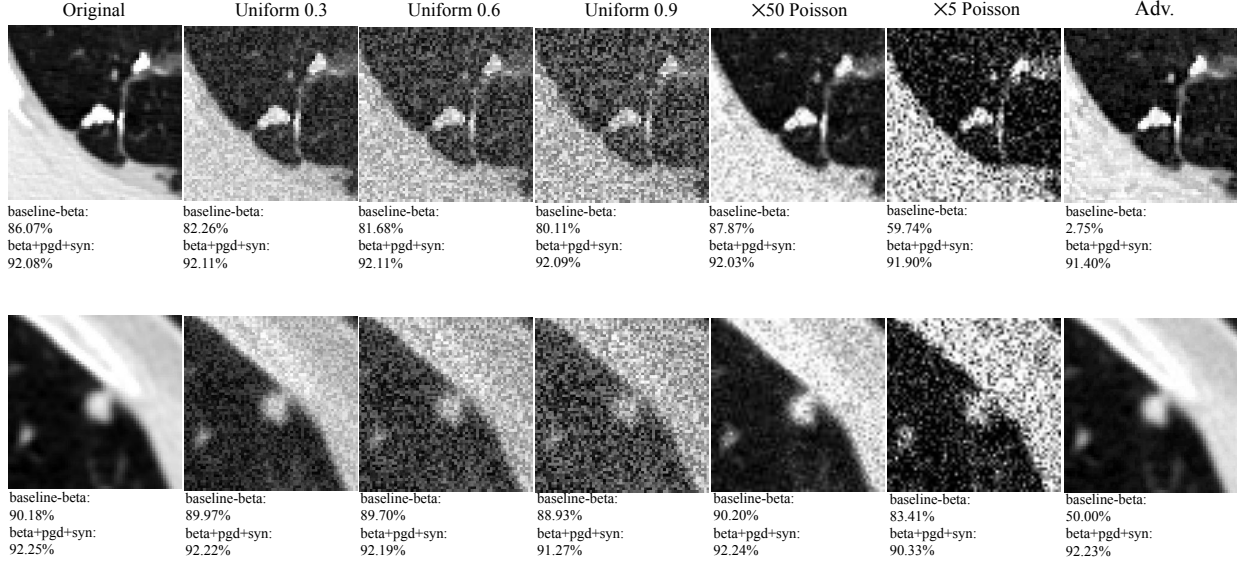 Original Uniform 0.3 Uniform 0.6 Uniform 0.9 ×50 Poisson ×5 Poisson Adv.
baseline-beta: baseline-beta: baseline-beta: baseline-beta: baseline-beta: baseline-beta: baseline-beta:
86.07% 82.26% 81.68% 80.11% 87.87% 59.74% 2.75%
beta+pgd+syn: beta+pgd+syn: beta+pgd+syn: beta+pgd+syn: beta+pgd+syn: beta+pgd+syn: beta+pgd+syn:
92.08% 92.11% 92.11% 92.09% 92.03% 91.90% 91.40%
baseline-beta: baseline-beta: baseline-beta: baseline-beta: baseline-beta: baseline-beta: baseline-beta:
90.18% 89.97% 89.70% 88.93% 90.20% 83.41% 50.00%
beta+pgd+syn: beta+pgd+syn: beta+pgd+syn: beta+pgd+syn: beta+pgd+syn: beta+pgd+syn: beta+pgd+syn:
92.25% 92.22% 92.19% 91.27% 92.24% 90.33% 92.23%